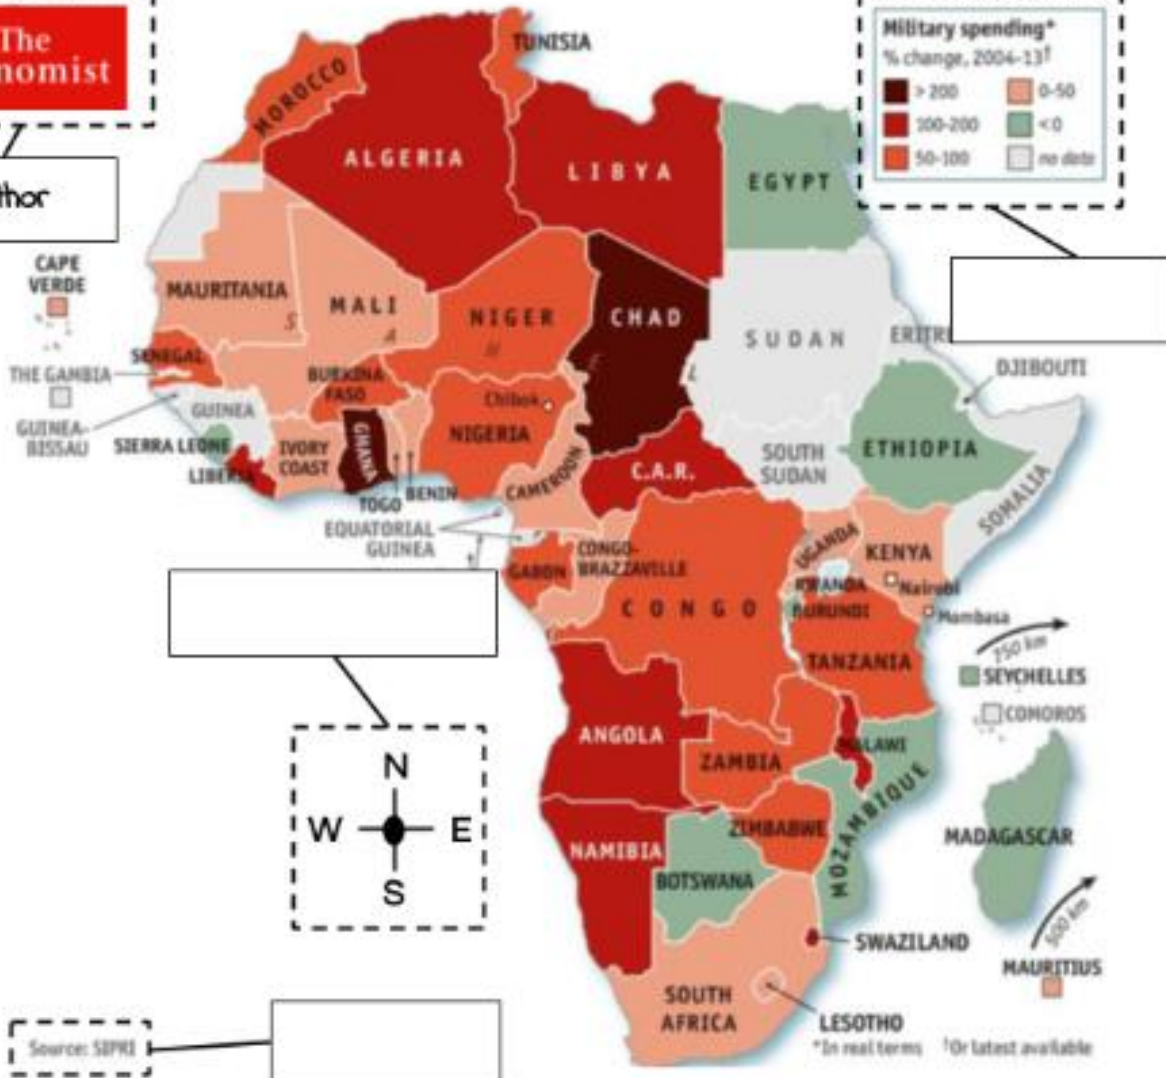 The
nomist
thor
Military spending*
% change, 2004-13†
>200
0-50
100-200
<0
50-100
no data
TUNISIA
MOROCCO
ALGERIA
LIBYA
EGYPT
CAPE
VERDE
MAURITANIA
MALI
NIGER
CHAD
SUDAN
ERITRE
DJIBOUTI
S
A
H
L
SENEGAL
THE GAMBIA
GUINEA-
BISSAU
GUINEA
SIERRA LEONE
LIBERIA
BURKINA
FASO
IVORY
COAST
GHANA
TOGO
BENIN
Chibok
NIGERIA
CAMEROON
C.A.R.
SOUTH
SUDAN
ETHIOPIA
SOMALIA
EQUATORIAL
GUINEA
GABON
CONGO-
BRAZZAVILLE
CONGO
UGANDA
KENYA
RWANDA
BURUNDI
Nairobi
Mombasa
TANZANIA
750 km
SEYCHELLES
COMOROS
ANGOLA
ZAMBIA
MALAWI
MOZAMBIQUE
ZIMBABWE
NAMIBIA
BOTSWANA
MADAGASCAR
500 km
MAURITIUS
SWAZILAND
SOUTH
AFRICA
LESOTHO
*In real terms †Or latest available
N
W E
S
Source: SIPRI